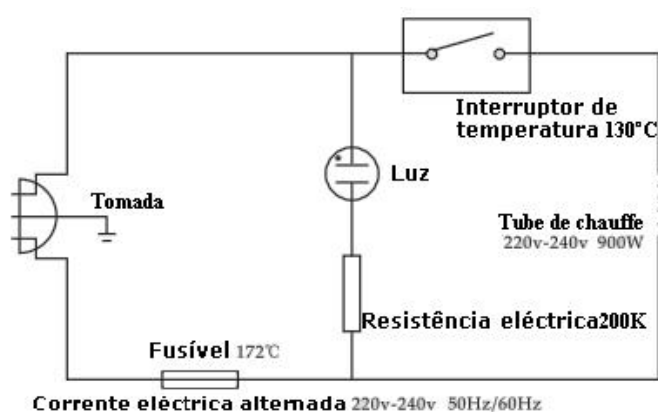 Interruptor de
temperatura 130°C
Luz
Tomada
Tube de chauffe
220v-240v 900W
Resistência eléctrica200K
Fusível 172℃
Corrente eléctrica alternada 220v-240v 50Hz/60Hz